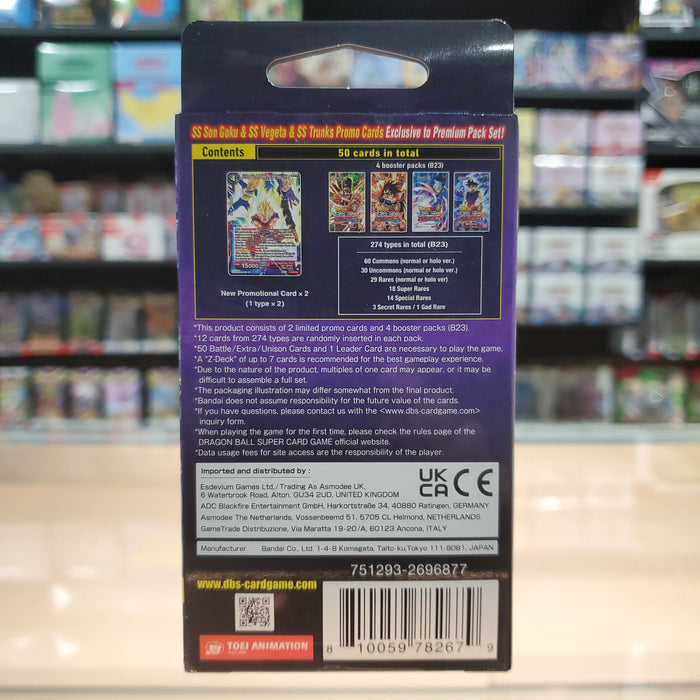 SS Son Goku & SS Vegeta & SS Trunks Promo Cards Exclusive to Premium Pack Set!
Contents
50 cards in total
4 booster packs (B23)
4
15000
New Promotional Card × 2
(1 type × 2)
274 types in total (B23)
60 Commons (normal or holo ver.)
30 Uncommons (normal or holo ver.)
29 Rares (normal or holo ver)
18 Super Rares
14 Special Rares
3 Secret Rares / 1 God Rare
*This product consists of 2 limited promo cards and 4 booster packs (B23).
*12 cards from 274 types are randomly inserted in each pack.
*50 Battle/Extra/Unison Cards and 1 Leader Card are necessary to play the game.
*A "Z-Deck" of up to 7 cards is recommended for the best gameplay experience.
*Due to the nature of the product, multiples of one card may appear, or it may be
difficult to assemble a full set.
*The packaging illustration may differ somewhat from the final product.
*Bandai does not assume responsibility for the future value of the cards.
*If you have questions, please contact us with the <www.dbs-cardgame.com>
inquiry form.
*When playing the game for the first time, please check the rules page of the
DRAGON BALL SUPER CARD GAME official website.
*Data usage fees for site access are the responsibility of the player.
Imported and distributed by :
Esdevium Games Ltd./Trading As Asmodee UK,
6 Waterbrook Road, Alton, GU34 2UD, UNITED KINGDOM
ADC Blackfire Entertainment GmbH, Harkortstraße 34, 40880 Ratingen, GERMANY
Asmodee The Netherlands, Vossenbeemd 51, 5705 CL Helmond, NETHERLANDS
GameTrade Distribuzione, Via Maratta 19-20/A, 60123 Ancona, ITALY
UK
CA CE
Manufacturer Bandai Co., Ltd. 1-4-8 Komagata, Taito-ku,Tokyo 111-8081, JAPAN
751293-2696877
www.dbs-cardgame.com
TOEI ANIMATION
8 10059 78267 9